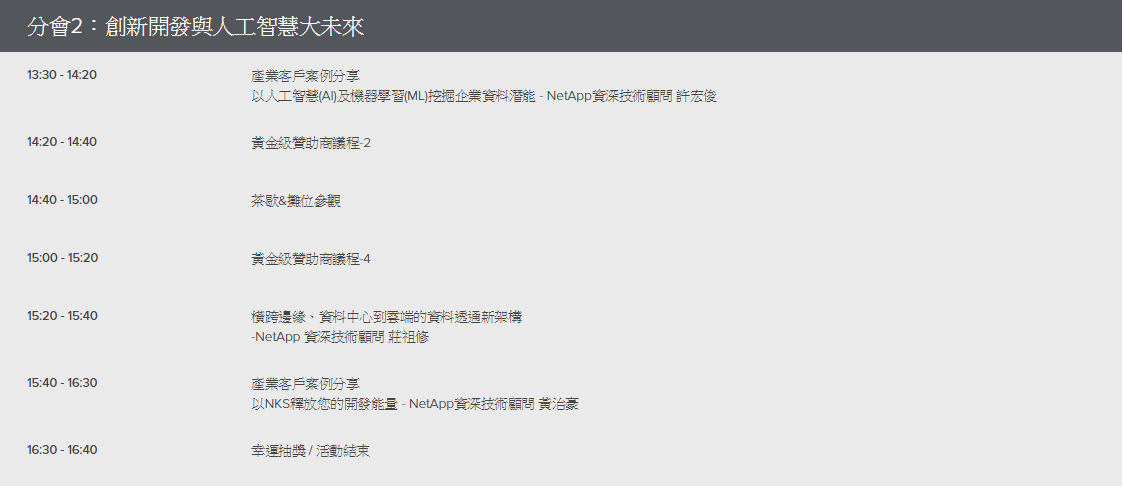 分會2：創新開發與人工智慧大未來
13:30 - 14:20
產業客戶案例分享
以人工智慧(AI)及機器學習(ML)挖掘企業資料潛能 - NetApp資深技術顧問 許宏俊
14:20 - 14:40
黃金級贊助商議程-2
14:40 - 15:00
茶歇&攤位參觀
15:00 - 15:20
黃金級贊助商議程-4
15:20 - 15:40
橫跨邊緣、資料中心到雲端的資料透通新架構
-NetApp 資深技術顧問 莊祖修
15:40 - 16:30
產業客戶案例分享
以NKS釋放您的開發能量 - NetApp資深技術顧問 黃治豪
16:30 - 16:40
幸運抽獎 / 活動結束